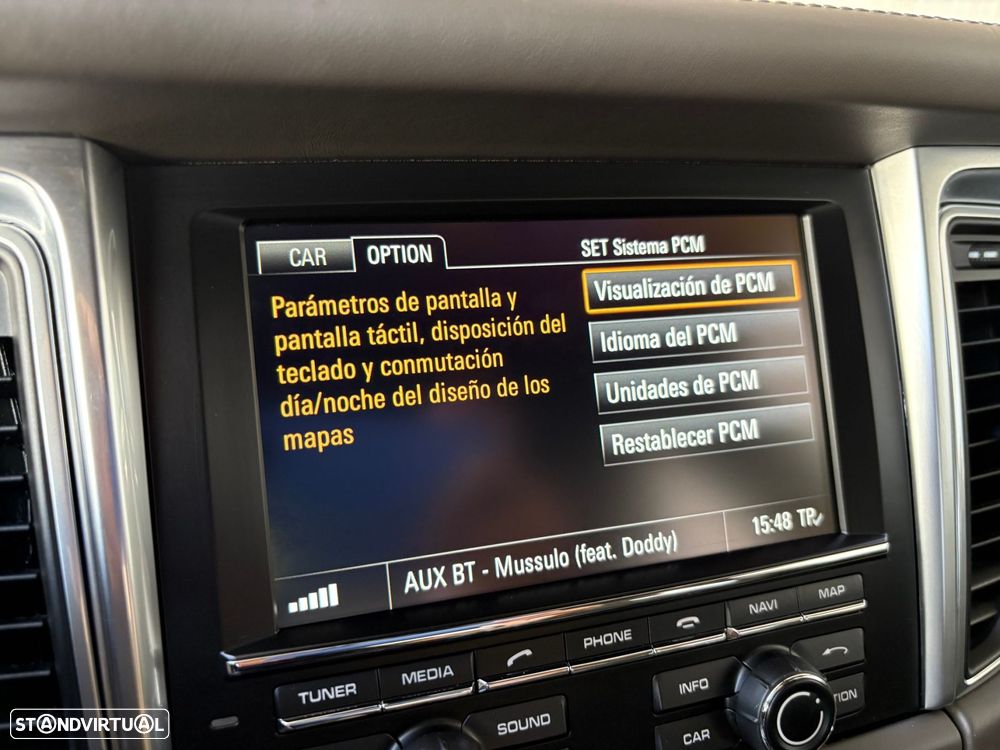 CAR
OPTION
SET Sistema PCM
Parámetros de pantalla y
pantalla táctil, disposición del
teclado y conmutación
día/noche del diseño de los
mapas
Visualización de PCM
Idioma del PCM
Unidades de PCM
Restablecer PCM
AUX BT - Mussulo (feat. Doddy)
15:48 TP
TUNER
MEDIA
PHONE
NAVI
MAP
SOUND
INFO
CAR
STANDVIRTUAL